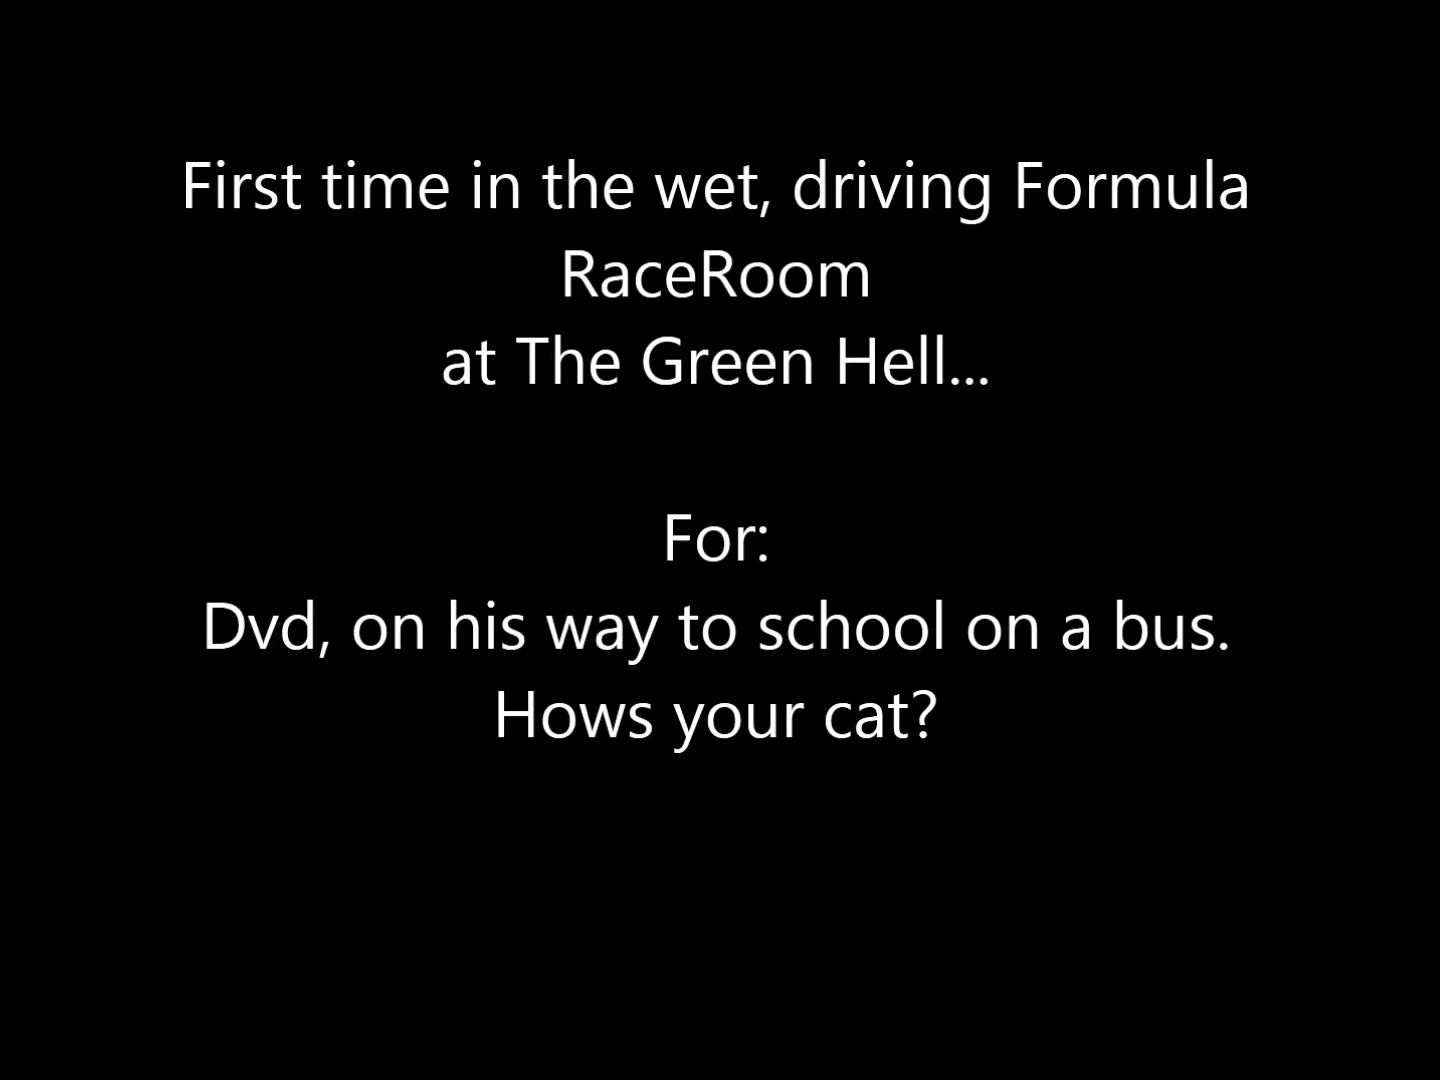 First time in the wet, driving Formula
RaceRoom
at The Green Hell...
For:
Dvd, on his way to school on a bus.
Hows your cat?